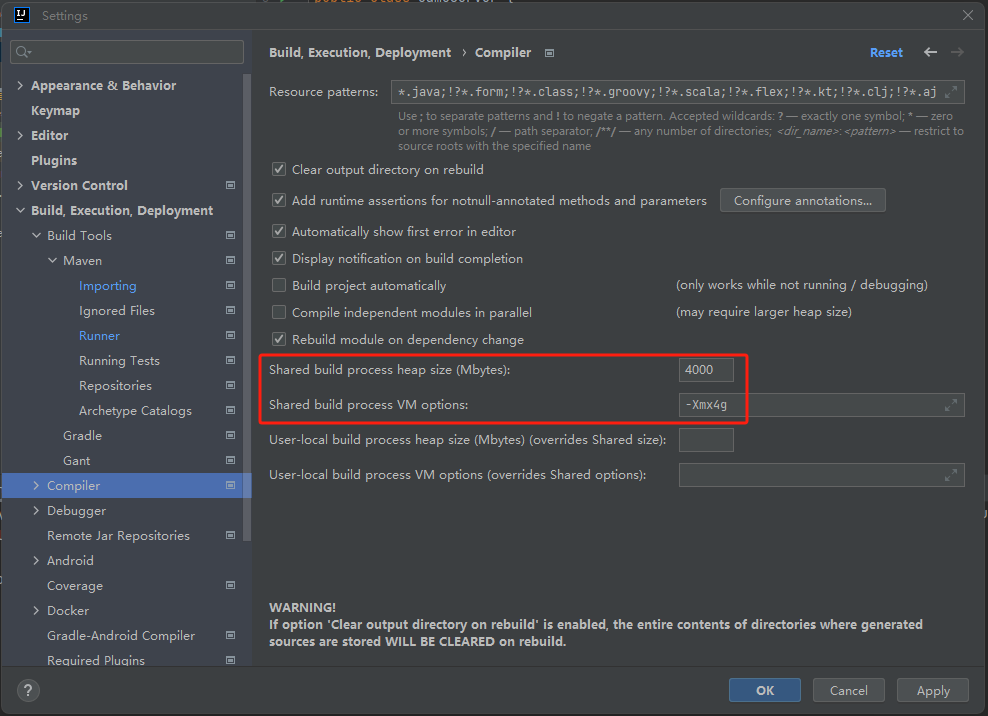 Settings
Appearance & Behavior
Keymap
Editor
Plugins
Version Control
Build, Execution, Deployment
Build Tools
Maven
Importing
Ignored Files
Runner
Running Tests
Repositories
Archetype Catalogs
Gradle
Gant
Compiler
Debugger
Remote Jar Repositories
Android
Coverage
Docker
Gradle-Android Compiler
Required Plugins
Build, Execution, Deployment › Compiler
Reset
Resource patterns: *.java;!?*.form;!?*.class;!?*.groovy;!?*.scala;!?*.flex;!?*.kt;!?*.clj;!?*.aj
Use ; to separate patterns and ! to negate a pattern. Accepted wildcards: ? — exactly one symbol; * — zero
or more symbols; / — path separator; /**/ — any number of directories; <dir_name>:<pattern> — restrict to
source roots with the specified name
Clear output directory on rebuild
Add runtime assertions for notnull-annotated methods and parameters Configure annotations...
Automatically show first error in editor
Display notification on build completion
Build project automatically (only works while not running / debugging)
Compile independent modules in parallel (may require larger heap size)
Rebuild module on dependency change
Shared build process heap size (Mbytes): 4000
Shared build process VM options: -Xmx4g
User-local build process heap size (Mbytes) (overrides Shared size):
User-local build process VM options (overrides Shared options):
WARNING!
If option 'Clear output directory on rebuild' is enabled, the entire contents of directories where generated
sources are stored WILL BE CLEARED on rebuild.
? OK Cancel Apply